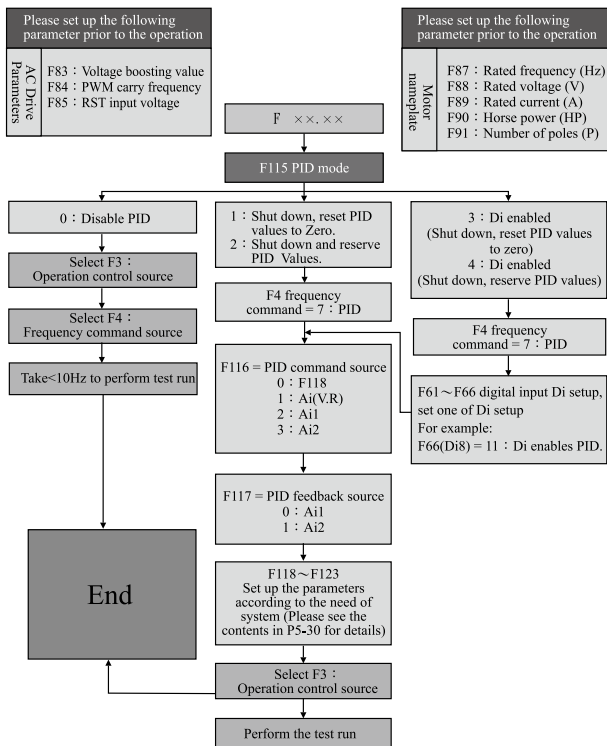 Please set up the following
parameter prior to the operation
AC Drive
Parameters
F83：Voltage boosting value
F84：PWM carry frequency
F85：RST input voltage
Please set up the following
parameter prior to the operation
Motor
nameplate
F87：Rated frequency (Hz)
F88：Rated voltage (V)
F89：Rated current (A)
F90：Horse power (HP)
F91：Number of poles (P)
F ××.××
F115 PID mode
0：Disable PID
Select F3：
Operation control source
Select F4：
Frequency command source
Take<10Hz to perform test run
End
1：Shut down, reset PID
values to Zero.
2：Shut down and reserve
PID Values.
F4 frequency
command = 7：PID
F116 = PID command source
0：F118
1：Ai(V.R)
2：Ai1
3：Ai2
F117 = PID feedback source
0：Ai1
1：Ai2
F118～F123
Set up the parameters
according to the need of
system (Please see the
contents in P5-30 for details)
Select F3：
Operation control source
Perform the test run
3：Di enabled
(Shut down, reset PID values
to zero)
4：Di enabled
(Shut down, reserve PID values)
F4 frequency
command = 7：PID
F61～F66 digital input Di setup,
set one of Di setup
For example:
F66(Di8) = 11：Di enables PID.